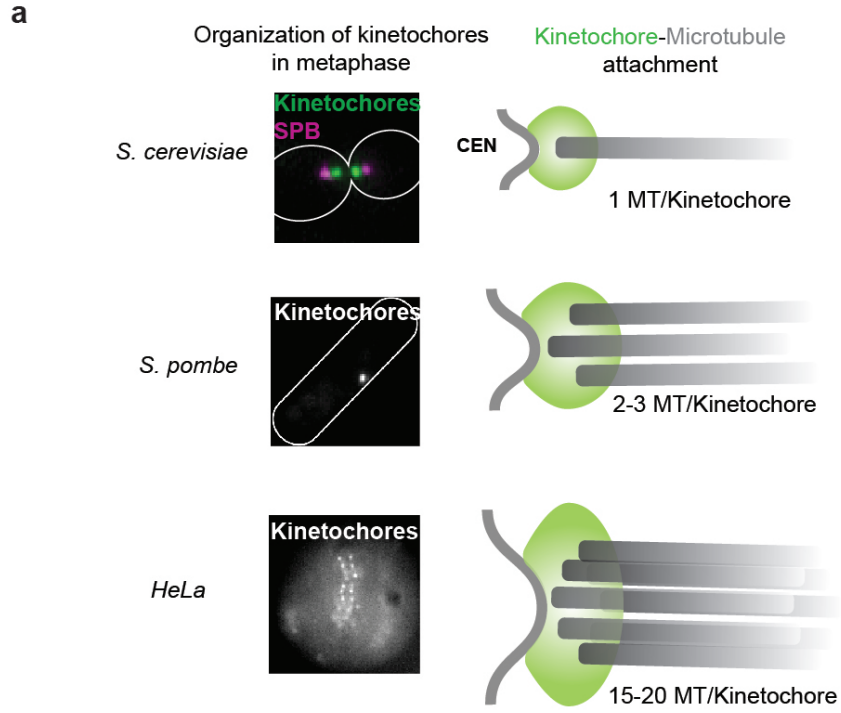 a
Organization of kinetochores
in metaphase
Kinetochore-Microtubule
attachment
S. cerevisiae
Kinetochores
SPB
CEN
1 MT/Kinetochore
S. pombe
Kinetochores
2-3 MT/Kinetochore
HeLa
Kinetochores
15-20 MT/Kinetochore